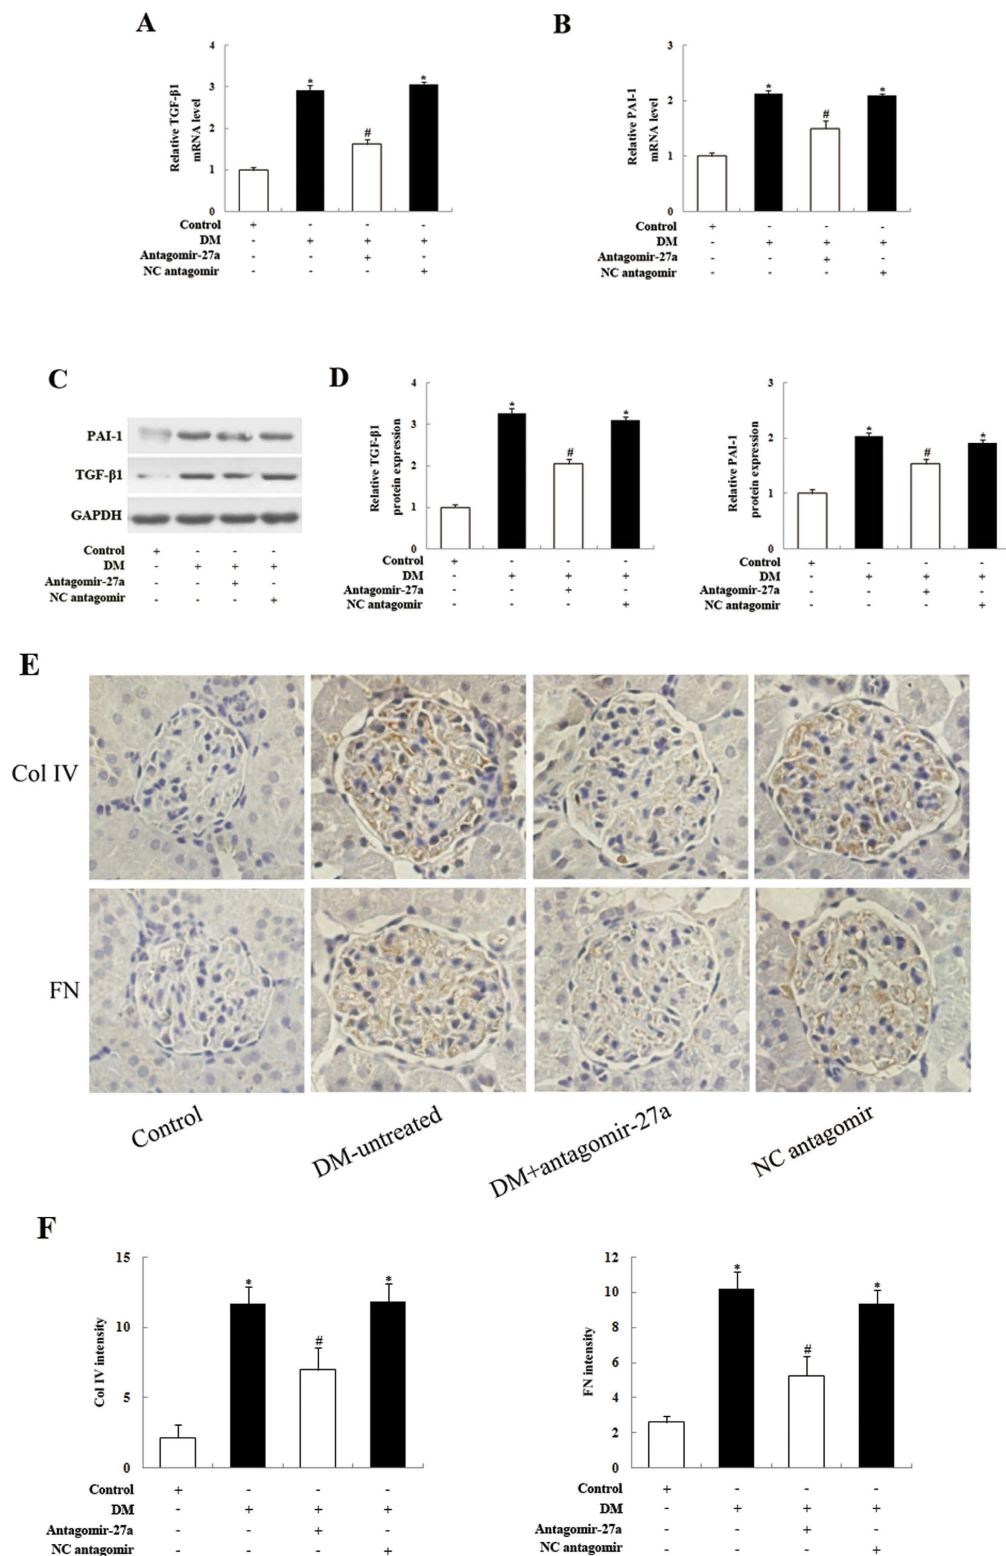 A
Relative TGF-β1
mRNA level
4
3
2
1
0
*
#
*
Control + - - -
DM - + + +
Antagomir-27a - - + -
NC antagomir - - - +
B
Relative PAI-1
mRNA level
3
2
1
0
*
#
*
Control + - - -
DM - + + +
Antagomir-27a - - + -
NC antagomir - - - +
C
PAI-1
TGF-β1
GAPDH
Control + - - -
DM - + + +
Antagomir-27a - - + -
NC antagomir - - - +
D
Relative TGF-β1
protein expression
4
3
2
1
0
*
#
*
Control + - - -
DM - + + +
Antagomir-27a - - + -
NC antagomir - - - +
Relative PAI-1
protein expression
3
2
1
0
*
#
*
Control + - - -
DM - + + +
Antagomir-27a - - + -
NC antagomir - - - +
E
Col IV
FN
Control
DM-untreated
DM+antagomir-27a
NC antagomir
F
Col IV intensity
15
10
5
0
*
#
*
Control + - - -
DM - + + +
Antagomir-27a - - + -
NC antagomir - - - +
FN intensity
12
10
8
6
4
2
0
*
#
*
Control + - - -
DM - + + +
Antagomir-27a - - + -
NC antagomir - - - +